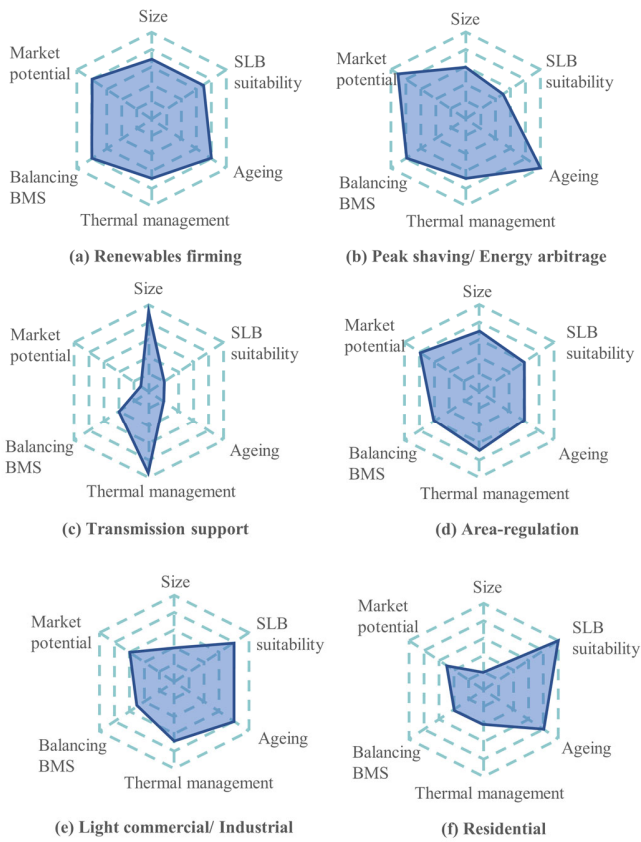 Size
Market
potential
SLB
suitability
Balancing
BMS
Ageing
Thermal management
(a) Renewables firming
Size
Market
potential
SLB
suitability
Balancing
BMS
Ageing
Thermal management
(b) Peak shaving/ Energy arbitrage
Size
Market
potential
SLB
suitability
Balancing
BMS
Ageing
Thermal management
(c) Transmission support
Size
Market
potential
SLB
suitability
Balancing
BMS
Ageing
Thermal management
(d) Area-regulation
Size
Market
potential
SLB
suitability
Balancing
BMS
Ageing
Thermal management
(e) Light commercial/ Industrial
Size
Market
potential
SLB
suitability
Balancing
BMS
Ageing
Thermal management
(f) Residential